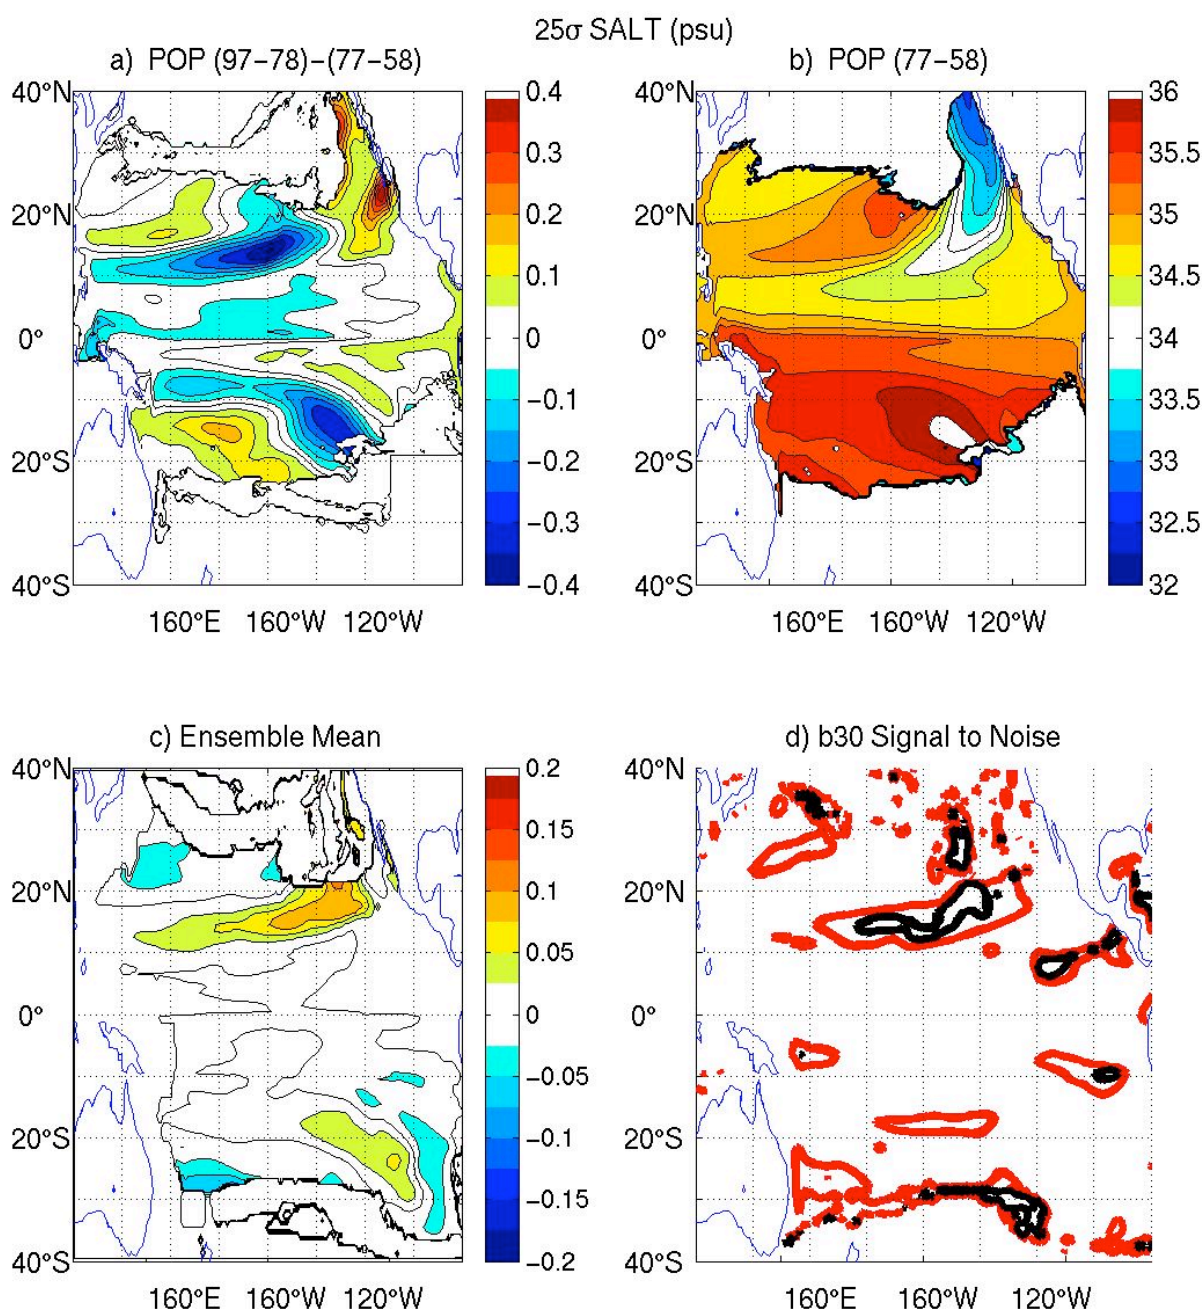 25σ SALT (psu)
a) POP (97−78)−(77−58)
b) POP (77−58)
40°N
20°N
0°
20°S
40°S
160°E 160°W 120°W
0.4
0.3
0.2
0.1
0
−0.1
−0.2
−0.3
−0.4
40°N
20°N
0°
20°S
40°S
160°E 160°W 120°W
36
35.5
35
34.5
34
33.5
33
32.5
32
c) Ensemble Mean
d) b30 Signal to Noise
40°N
20°N
0°
20°S
40°S
160°E 160°W 120°W
0.2
0.15
0.1
0.05
0
−0.05
−0.1
−0.15
−0.2
40°N
20°N
0°
20°S
40°S
160°E 160°W 120°W